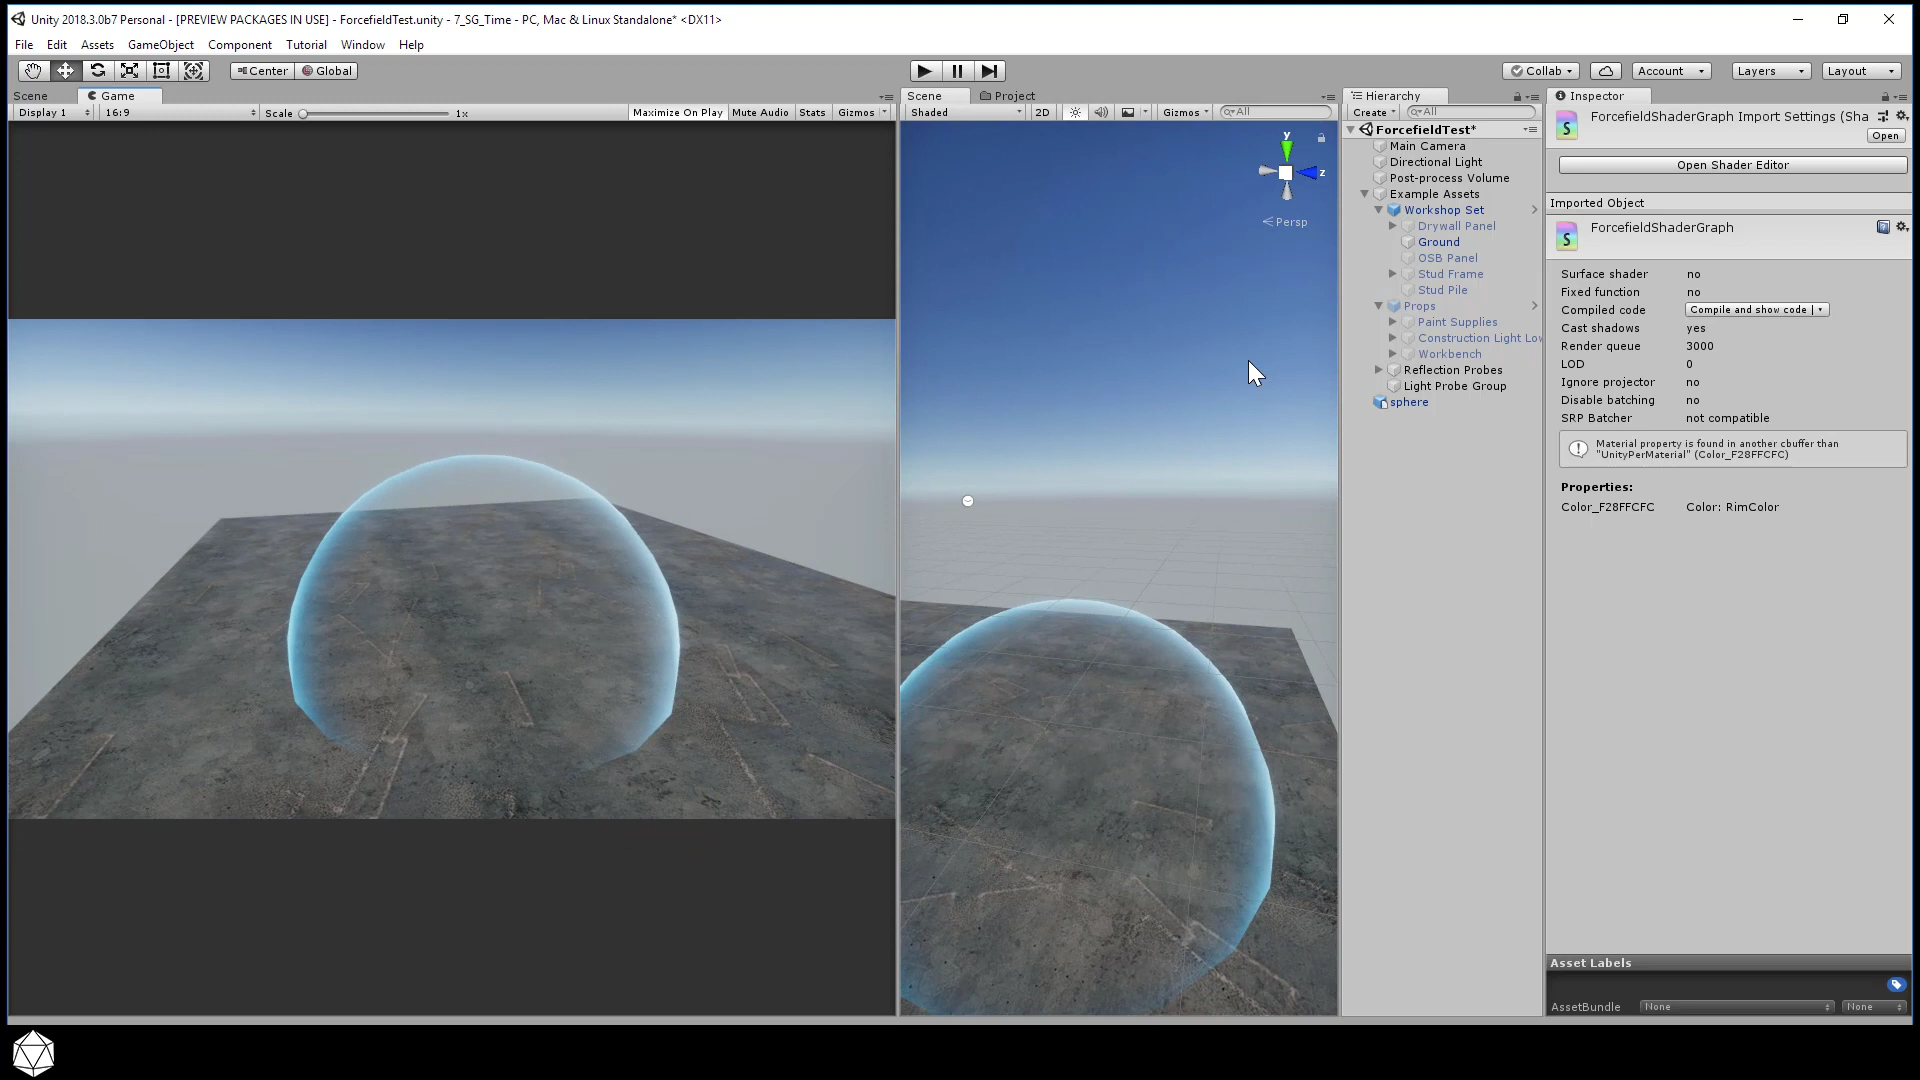 Unity 2018.3.0b7 Personal - [PREVIEW PACKAGES IN USE] - ForcefieldTest.unity - 7_SG_Time - PC, Mac & Linux Standalone* <DX11>
File Edit Assets GameObject Component Tutorial Window Help
Center Global Collab Account Layers Layout
Scene Game
Display 1 16:9 Scale 1x Maximize On Play Mute Audio Stats Gizmos
Scene Project
Shaded 2D Gizmos All
y
z
Persp
Hierarchy
Create All
ForcefieldTest*
Main Camera
Directional Light
Post-process Volume
Example Assets
Workshop Set
Drywall Panel
Ground
OSB Panel
Stud Frame
Stud Pile
Props
Paint Supplies
Construction Light Lov
Workbench
Reflection Probes
Light Probe Group
sphere
Inspector
ForcefieldShaderGraph Import Settings (Sha
Open
Open Shader Editor
Imported Object
S
ForcefieldShaderGraph
Surface shader no
Fixed function no
Compiled code Compile and show code
Cast shadows yes
Render queue 3000
LOD 0
Ignore projector no
Disable batching no
SRP Batcher not compatible
Material property is found in another cbuffer than
"UnityPerMaterial" (Color_F28FFCFC)
Properties:
Color_F28FFCFC Color: RimColor
Asset Labels
AssetBundle None None